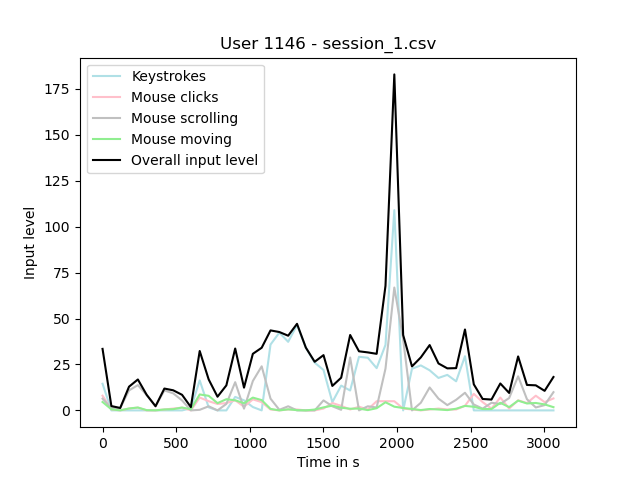 User 1146 - session_1.csv
Keystrokes
Mouse clicks
Mouse scrolling
Mouse moving
Overall input level
Input level
175
150
125
100
75
50
25
0
0 500 1000 1500 2000 2500 3000
Time in s